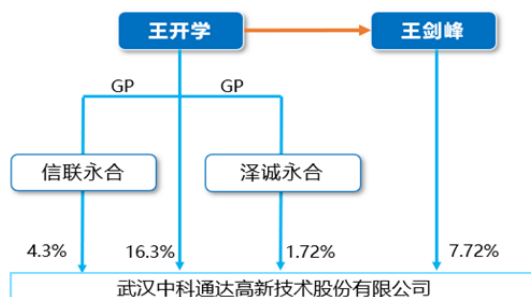 王开学
王剑峰
GP
GP
信联永合
泽诚永合
4.3%
16.3%
1.72%
7.72%
武汉中科通达高新技术股份有限公司